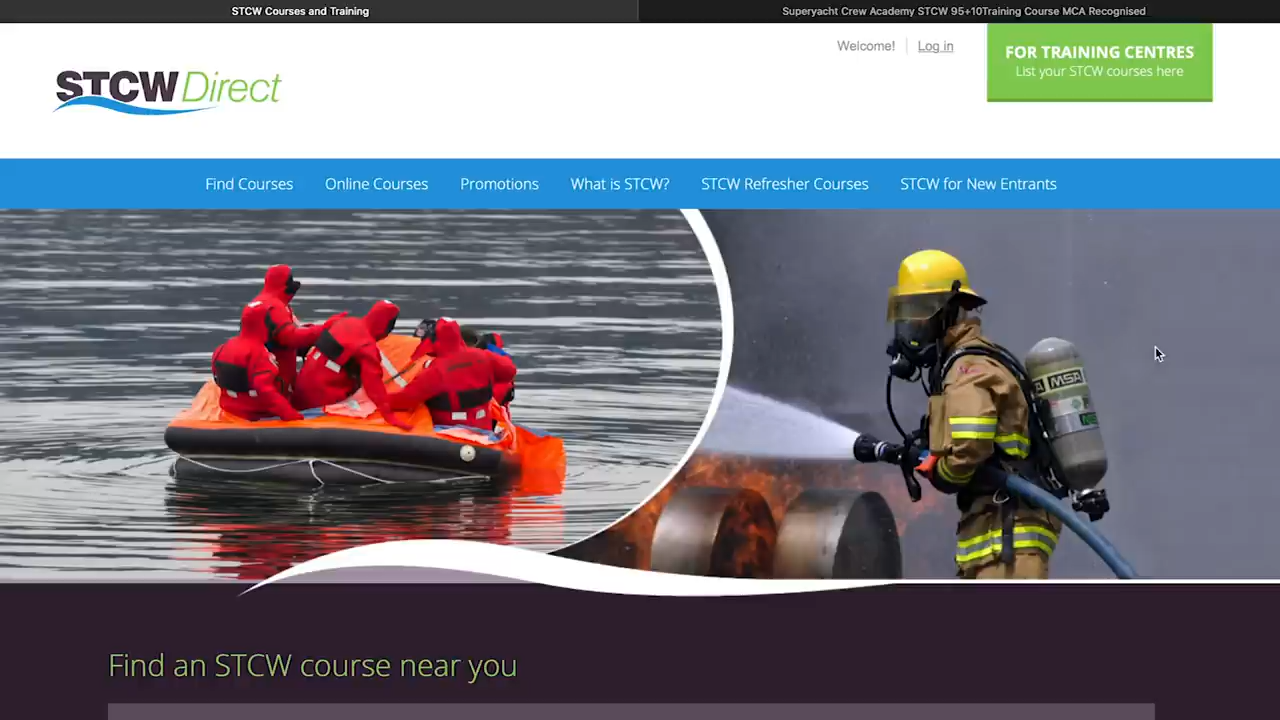 STCW Courses and Training
Superyacht Crew Academy STCW 95+10Training Course MCA Recognised
STCW Direct
Welcome!
Log in
FOR TRAINING CENTRES
List your STCW courses here
Find Courses
Online Courses
Promotions
What is STCW?
STCW Refresher Courses
STCW for New Entrants
MSA
Find an STCW course near you